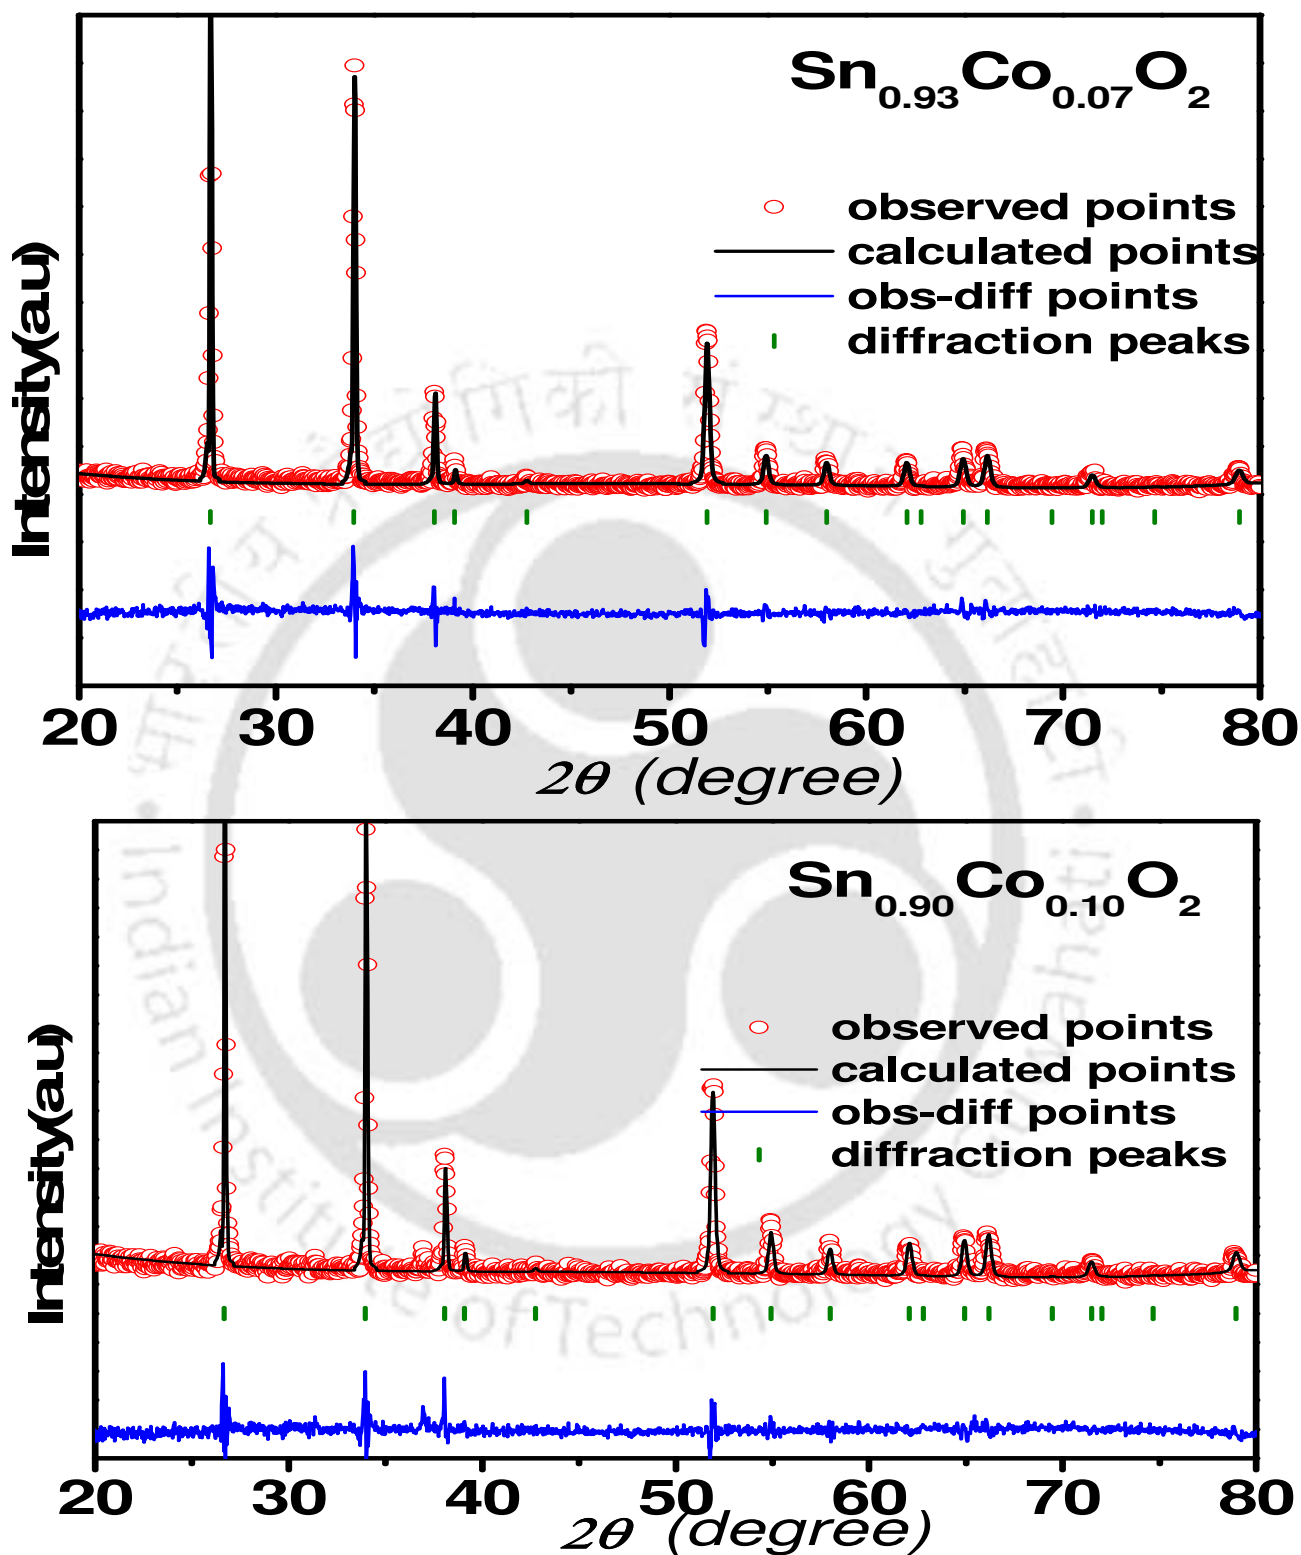 Sn0.93Co0.07O2
observed points
calculated points
obs-diff points
diffraction peaks
Intensity(a.u)
20 30 40 50 60 70 80
2θ (degree)
Sn0.90Co0.10O2
observed points
calculated points
obs-diff points
diffraction peaks
Intensity(a.u)
20 30 40 50 60 70 80
2θ (degree)
Indian Institute of Technology